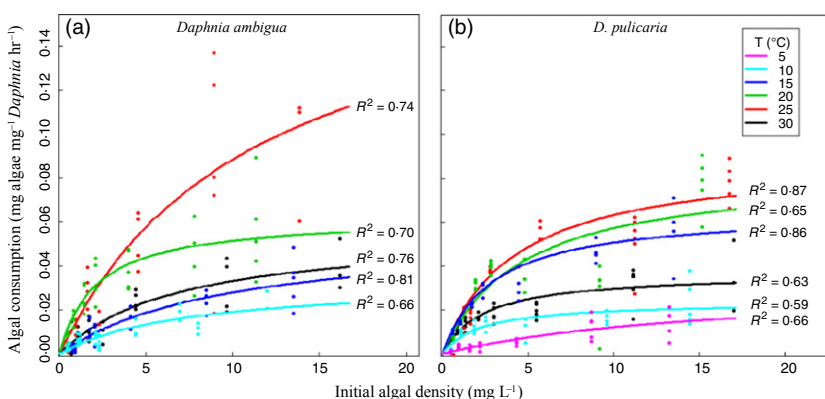 (a)
Daphnia ambigua
(b)
D. pulicaria
Algal consumption (mg algae mg⁻¹ Daphnia hr⁻¹)
0·14
0·12
0·10
0·08
0·06
0·04
0·02
0·00
R² = 0·74
R² = 0·70
R² = 0·76
R² = 0·81
R² = 0·66
T (°C)
5
10
15
20
25
30
R² = 0·87
R² = 0·65
R² = 0·86
R² = 0·63
R² = 0·59
R² = 0·66
0 5 10 15 20
0 5 10 15 20
Initial algal density (mg L⁻¹)